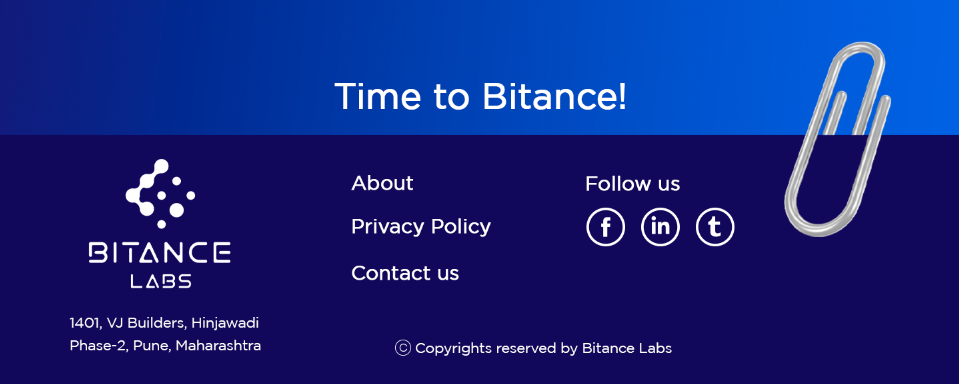 Time to Bitance!
BITANCE
LABS
1401, VJ Builders, Hinjawadi
Phase-2, Pune, Maharashtra
About
Privacy Policy
Contact us
Follow us
f in t
© Copyrights reserved by Bitance Labs